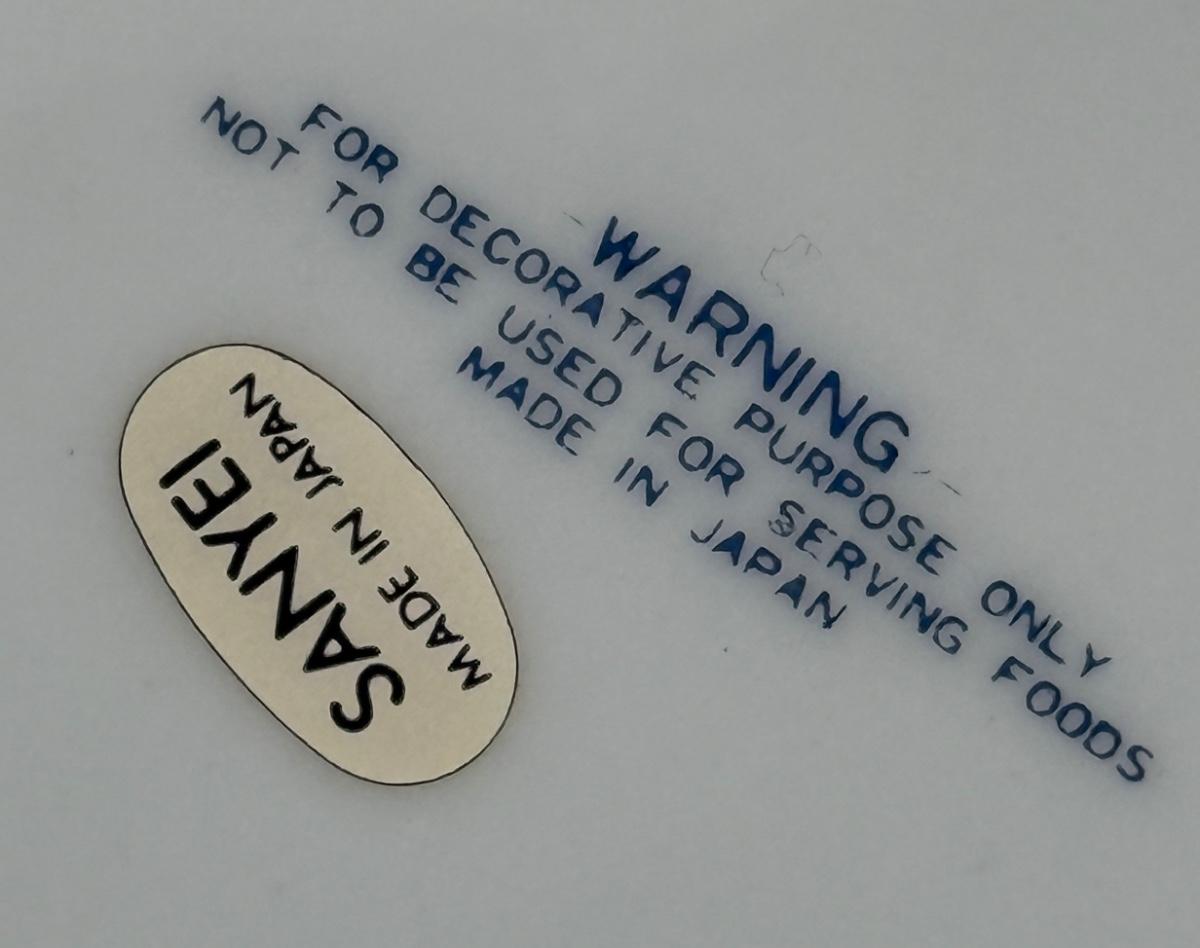 WARNING
FOR DECORATIVE PURPOSE ONLY
NOT TO BE USED FOR SERVING FOODS
MADE IN JAPAN
SANYEI
MADE IN JAPAN